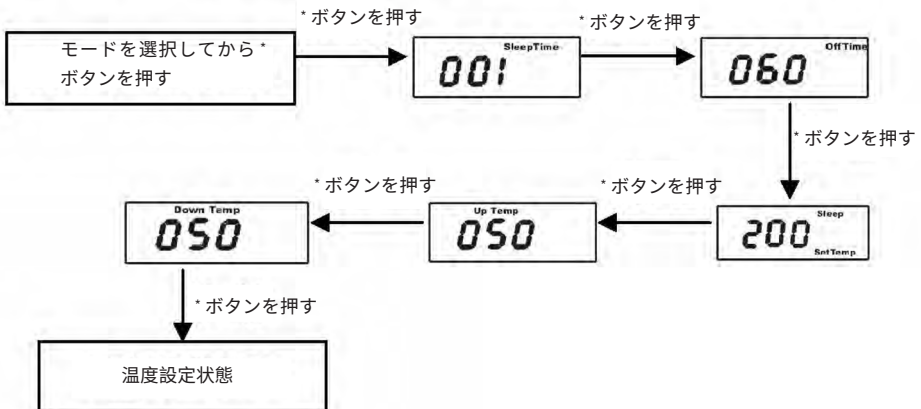 * ボタンを押す
* ボタンを押す
モードを選択してから *
ボタンを押す
SleepTime
001
OffTime
060
* ボタンを押す
* ボタンを押す
* ボタンを押す
Down Temp
050
Up Temp
050
Sleep
200
SetTemp
* ボタンを押す
温度設定状態